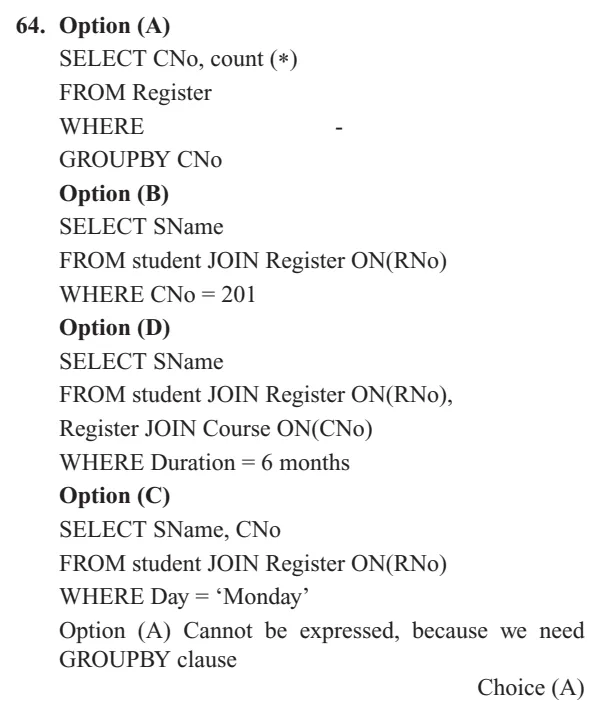 64. Option (A)
SELECT CNo, count (*)
FROM Register
WHERE -
GROUPBY CNo
Option (B)
SELECT SName
FROM student JOIN Register ON(RNo)
WHERE CNo = 201
Option (D)
SELECT SName
FROM student JOIN Register ON(RNo),
Register JOIN Course ON(CNo)
WHERE Duration = 6 months
Option (C)
SELECT SName, CNo
FROM student JOIN Register ON(RNo)
WHERE Day = ‘Monday’
Option (A) Cannot be expressed, because we need
GROUPBY clause
Choice (A)